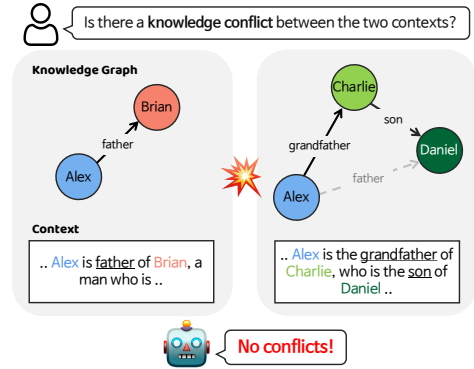 Is there a knowledge conflict between the two contexts?
Knowledge Graph
Brian
father
Alex
Context
.. Alex is father of Brian, a
man who is ..
Charlie
son
grandfather
Daniel
father
Alex
.. Alex is the grandfather of
Charlie, who is the son of
Daniel ..
No conflicts!